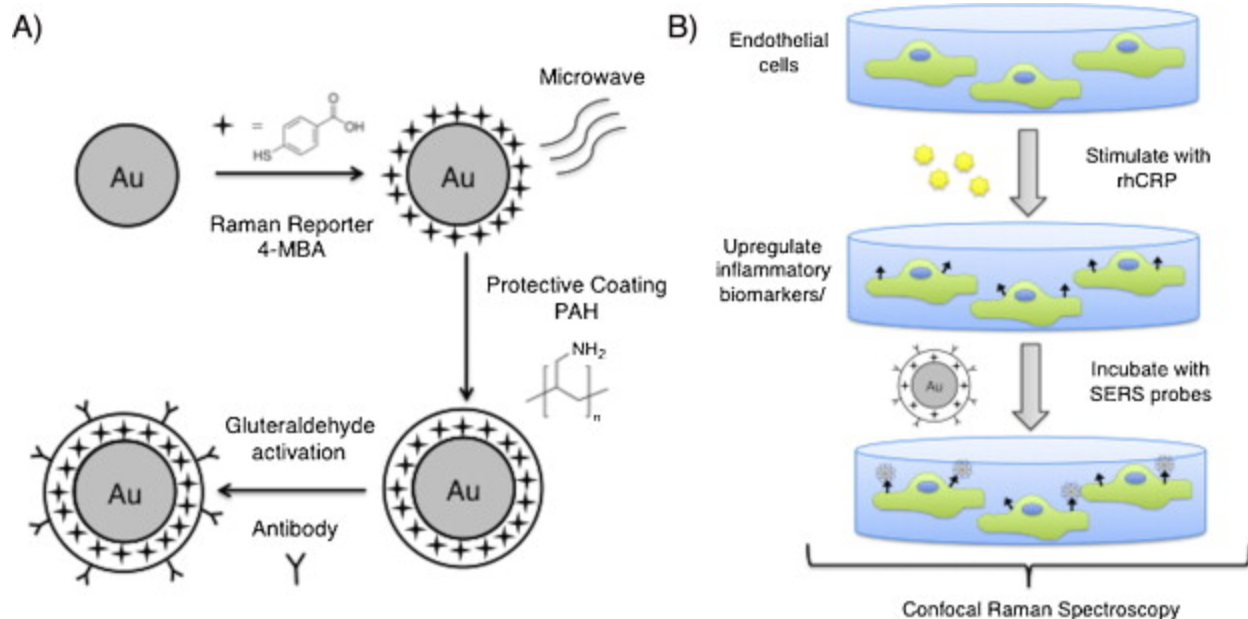 A)
Au
=
O
OH
HS
Raman Reporter
4-MBA
Au
Microwave
Protective Coating
PAH
NH2
n
Au
Gluteraldehyde
activation
Antibody
Au
B)
Endothelial
cells
Stimulate with
rhCRP
Upregulate
inflammatory
biomarkers/
Au
Incubate with
SERS probes
Confocal Raman Spectroscopy